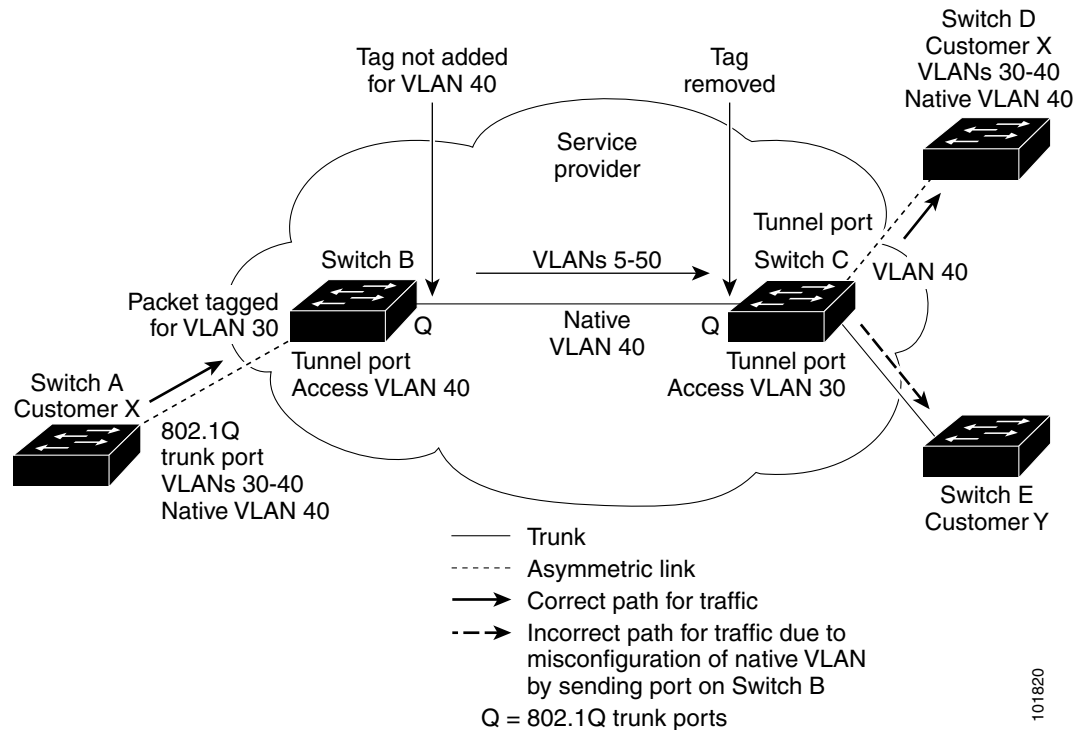 Tag not added
for VLAN 40
Tag
removed
Switch D
Customer X
VLANs 30-40
Native VLAN 40
Service
provider
Tunnel port
Switch B
VLANs 5-50
Switch C
VLAN 40
Packet tagged
for VLAN 30
Q
Native
VLAN 40
Q
Tunnel port
Access VLAN 40
Tunnel port
Access VLAN 30
Switch A
Customer X
802.1Q
trunk port
VLANs 30-40
Native VLAN 40
Switch E
Customer Y
Trunk
Asymmetric link
Correct path for traffic
Incorrect path for traffic due to
misconfiguration of native VLAN
by sending port on Switch B
Q = 802.1Q trunk ports
101820